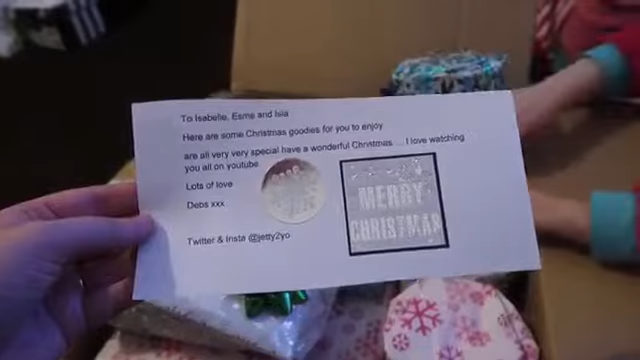 To Isabelle, Esme and Isla
Here are some Christmas goodies for you to enjoy
are all very very special have a wonderful Christmas.... I love watching
you all on youtube
Lots of love
Debs xxx
MERRY
CHRISTMAS
Twitter & Insta @jetty2yo